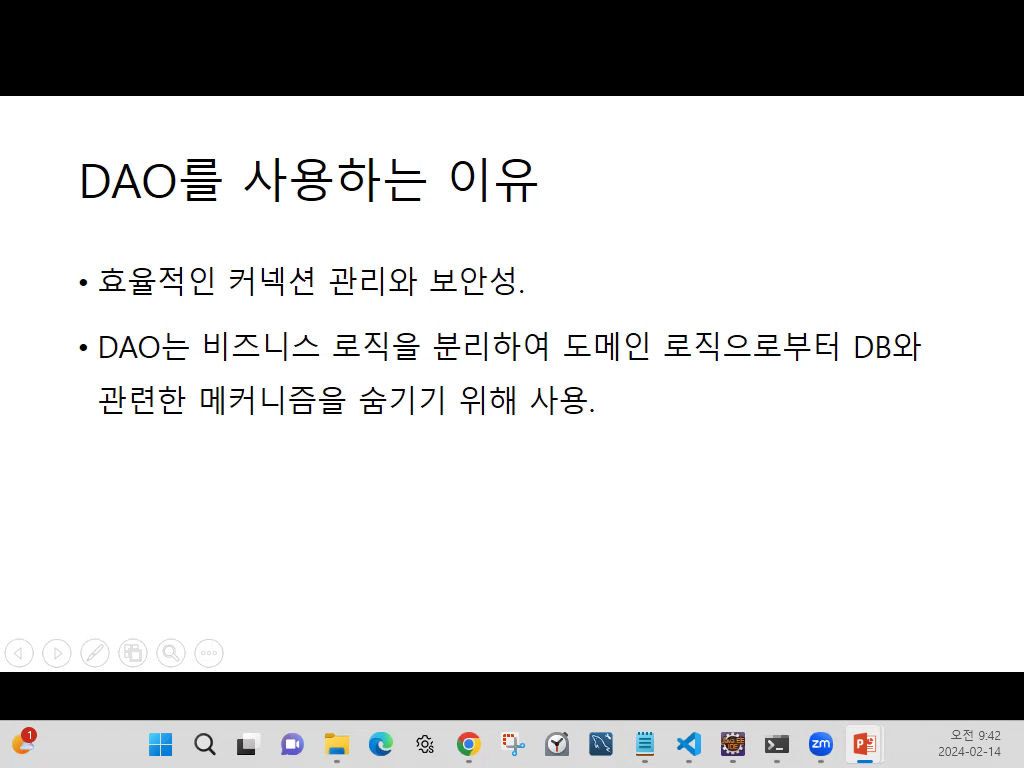 DAO를 사용하는 이유
• 효율적인 커넥션 관리와 보안성.
• DAO는 비즈니스 로직을 분리하여 도메인 로직으로부터 DB와
관련한 메커니즘을 숨기기 위해 사용.
1
zm
오전 9:42
2024-02-14